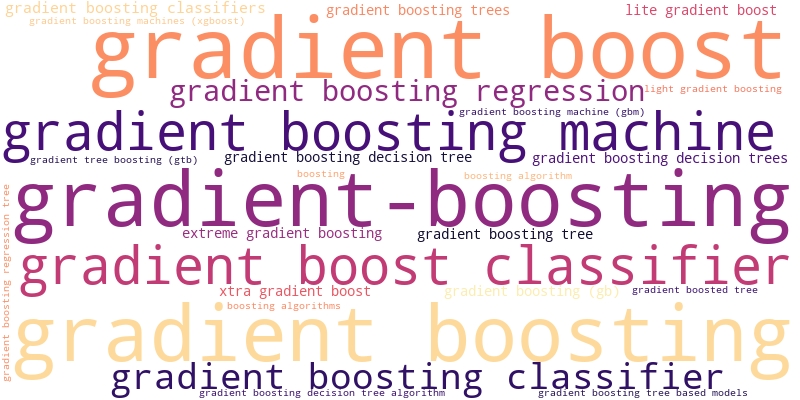 gradient boosting classifiers
gradient boosting trees
lite gradient boost
gradient boosting machines (xgboost)
gradient boost
gradient boosting regression
light gradient boosting
gradient boosting machine (gbm)
gradient boosting machine
gradient tree boosting (gtb)
gradient boosting decision tree
gradient boosting decision trees
boosting
boosting algorithm
gradient-boosting
extreme gradient boosting
gradient boosting tree
gradient boosting regression tree
gradient boost classifier
xtra gradient boost
gradient boosting (gb)
gradient boosted tree
boosting algorithms
gradient boosting
gradient boosting classifier
gradient boosting decision tree algorithm
gradient boosting tree based models